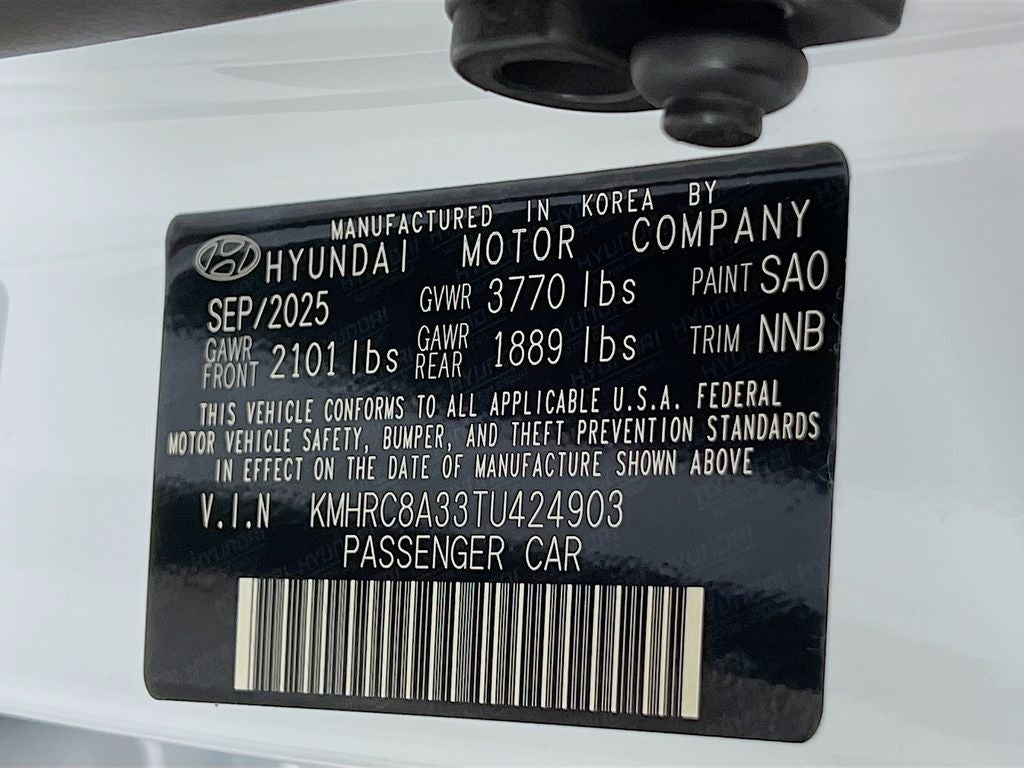 MANUFACTURED IN KOREA BY
HYUNDAI MOTOR COMPANY
SEP/2025 GVWR 3770 lbs PAINT SAO
GAWR FRONT 2101 lbs GAWR REAR 1889 lbs TRIM NNB
THIS VEHICLE CONFORMS TO ALL APPLICABLE U.S.A. FEDERAL
MOTOR VEHICLE SAFETY, BUMPER, AND THEFT PREVENTION STANDARDS
IN EFFECT ON THE DATE OF MANUFACTURE SHOWN ABOVE
V.I.N KMHRC8A33TU424903
PASSENGER CAR